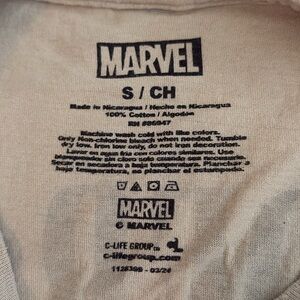 MARVEL
S / CH
Made in Nicaragua / Hecho en Nicaragua
100% Cotton / Algodón
RN #86947
Machine wash cold with like colors.
Only Non-chlorine bleach when needed. Tumble
dry low. Iron low only, do not iron decoration.
Lavar en agua fría con colores similares. Use
blanqueador sin cloro solo cuando sea necesario.
Secar en secadora a baja temperatura. Planchar a
baja temperatura, no planchar el estampado.
MARVEL
© MARVEL
C-LIFE GROUP
c-lifegroup.com
03/24